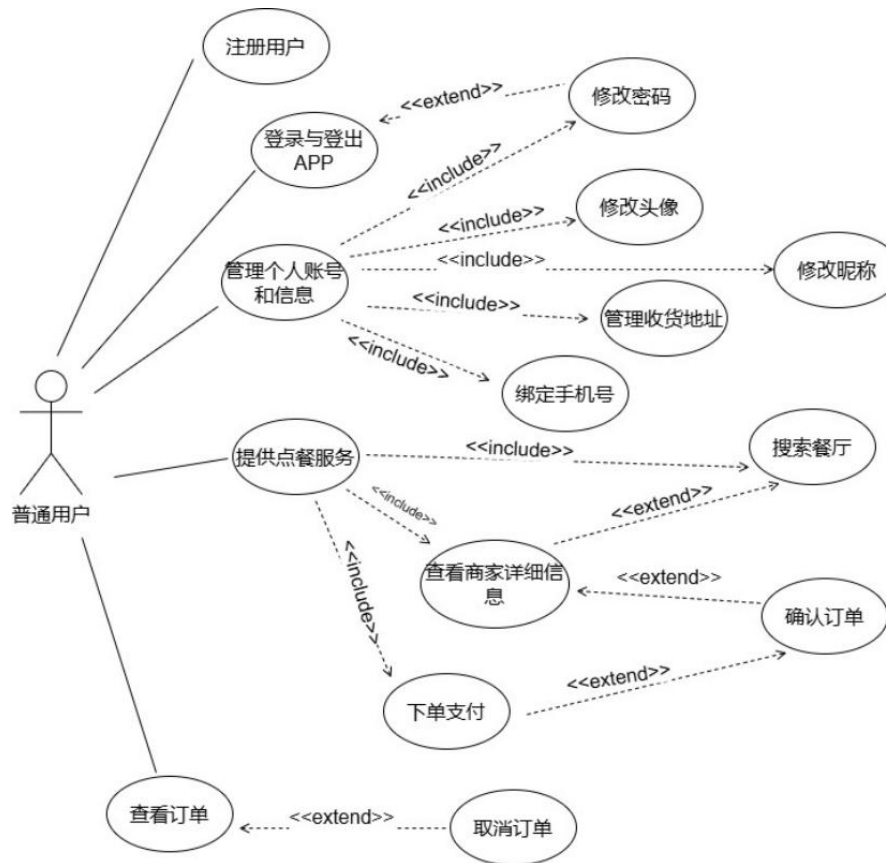 注册用户
<<extend>>
修改密码
登录与登出
APP
<<include>>
<<include>>
修改头像
<<include>>
修改昵称
管理个人账号
和信息
<<include>>
管理收货地址
<<include>>
绑定手机号
提供点餐服务
<<include>>
搜索餐厅
普通用户
<<include>>
<<extend>>
<<include>>
查看商家详细信
息
<<extend>>
确认订单
下单支付
<<extend>>
查看订单
<<extend>>
取消订单